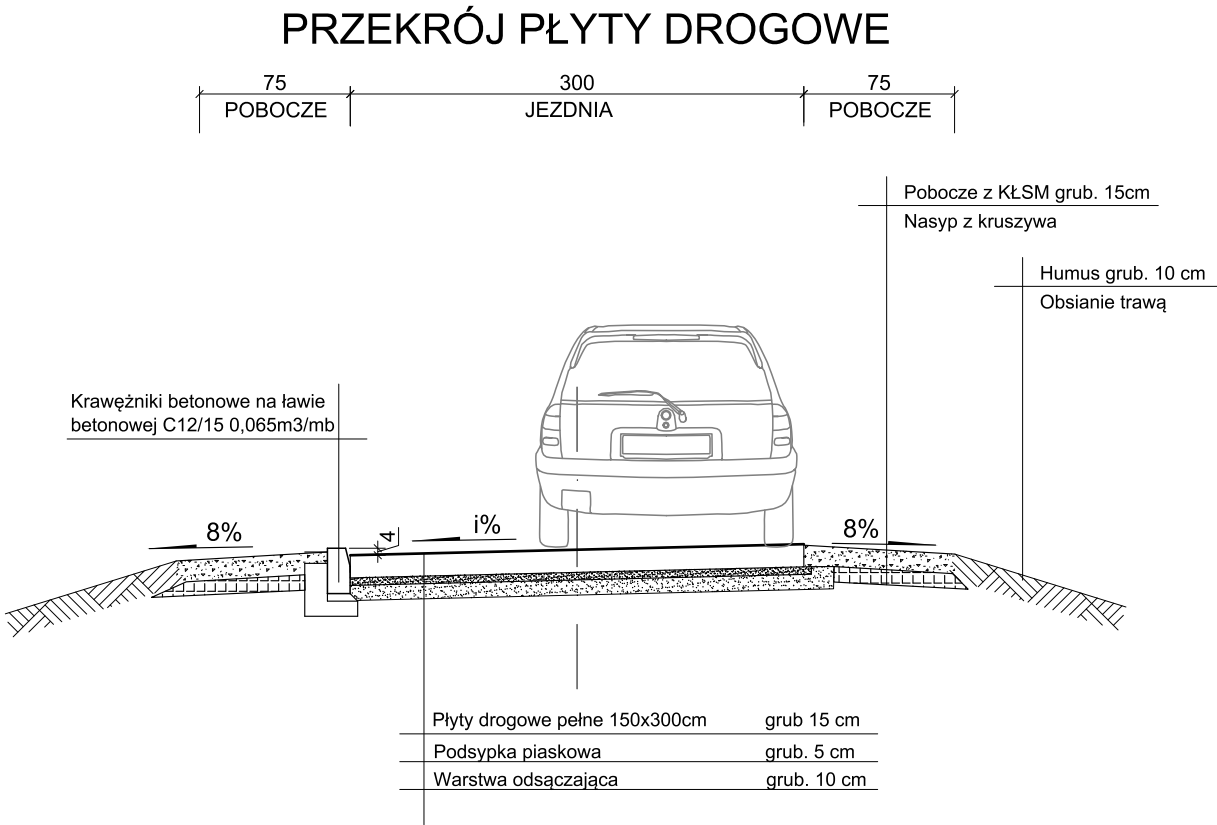 PRZEKRÓJ PŁYTY DROGOWE
75 300 75
POBOCZE JEZDNIA POBOCZE
Pobocze z KŁSM grub. 15cm
Nasyp z kruszywa
Humus grub. 10 cm
Obsianie trawą
Krawężniki betonowe na ławie
betonowej C12/15 0,065m3/mb
8% 4 i% 8%
Płyty drogowe pełne 150x300cm grub 15 cm
Podsypka piaskowa grub. 5 cm
Warstwa odsączająca grub. 10 cm